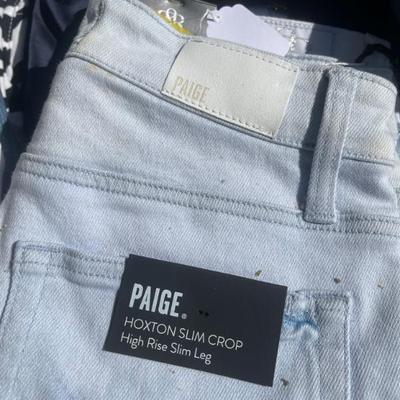 PAIGE
PAIGE®
HOXTON SLIM CROP
High Rise Slim Leg